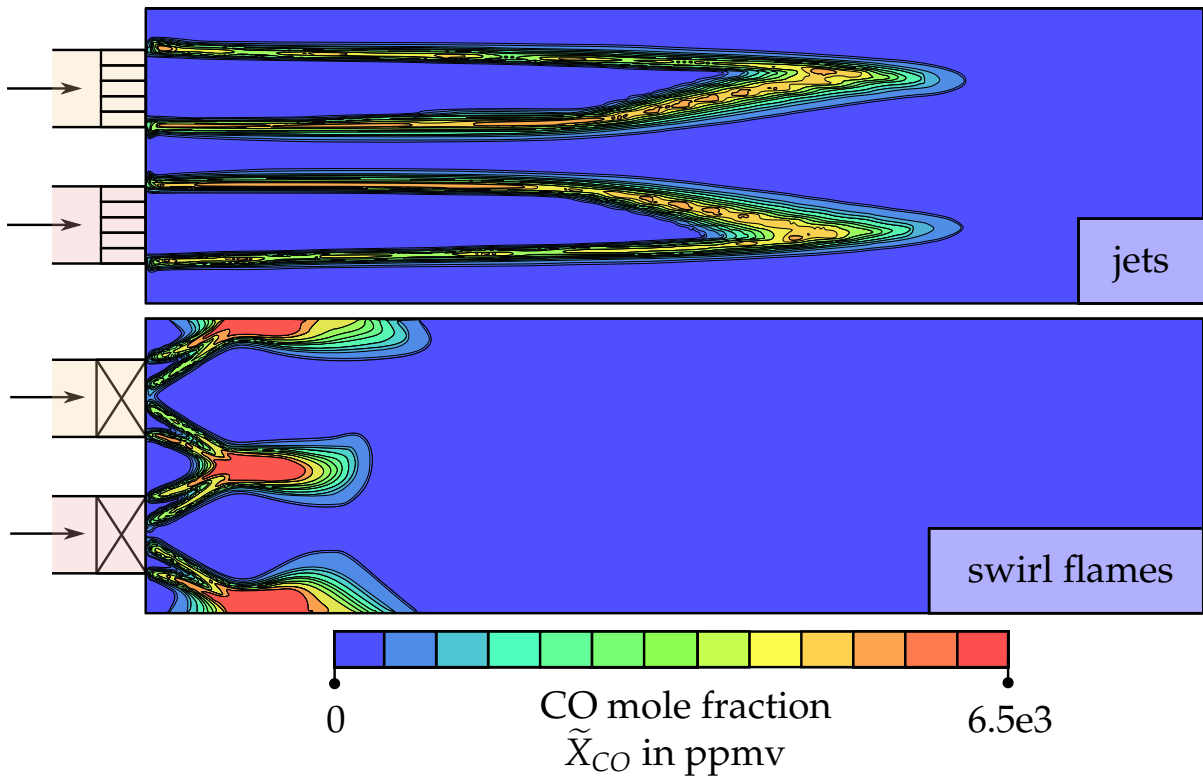 jets
swirl flames
0
6.5e3
CO mole fraction
X̃_CO in ppmv